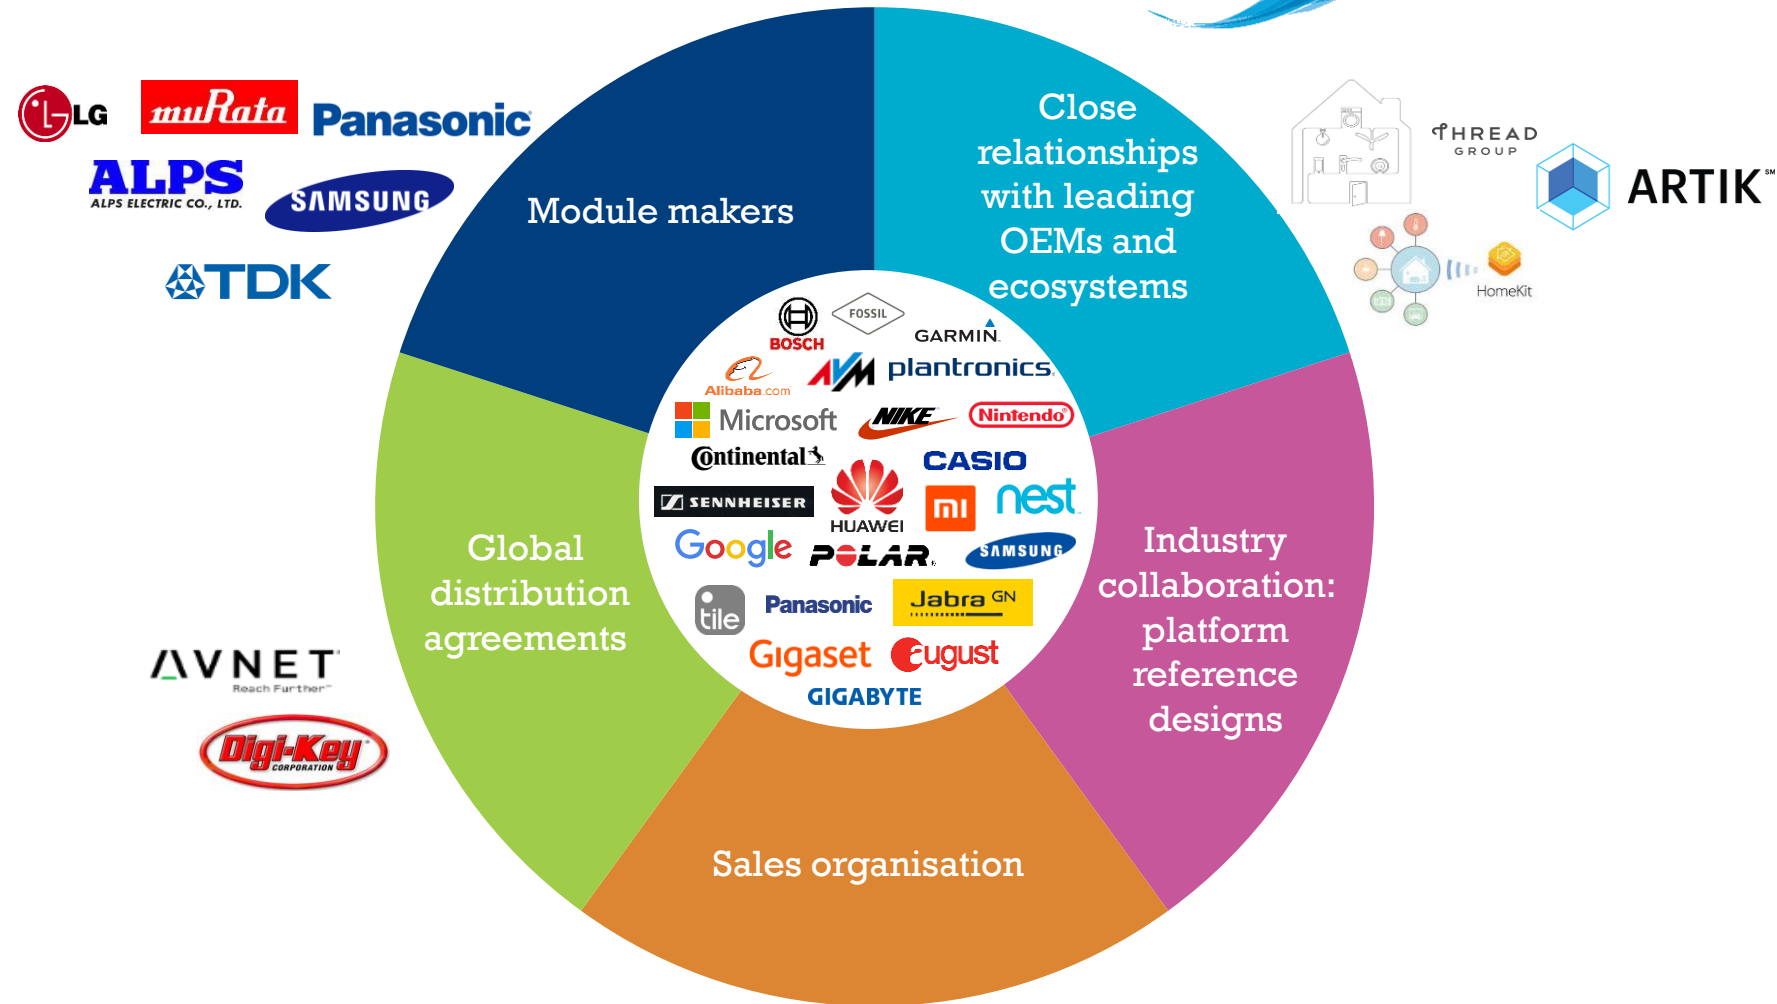 LG
muRata
Panasonic
ALPS
ALPS ELECTRIC CO., LTD.
SAMSUNG
TDK
Module makers
Close
relationships
with leading
OEMs and
ecosystems
THREAD
GROUP
ARTIK SM
HomeKit
BOSCH
FOSSIL
GARMIN
Alibaba.com
AVM
plantronics
Microsoft
NIKE
Nintendo®
Continental
CASIO
SENNHEISER
HUAWEI
mi
nest
Google
POLAR
SAMSUNG
tile
Panasonic
Jabra GN
Gigaset
august
GIGABYTE
Global
distribution
agreements
Industry
collaboration:
platform
reference
designs
AVNET
Reach Further™
Digi-Key
CORPORATION
Sales organisation